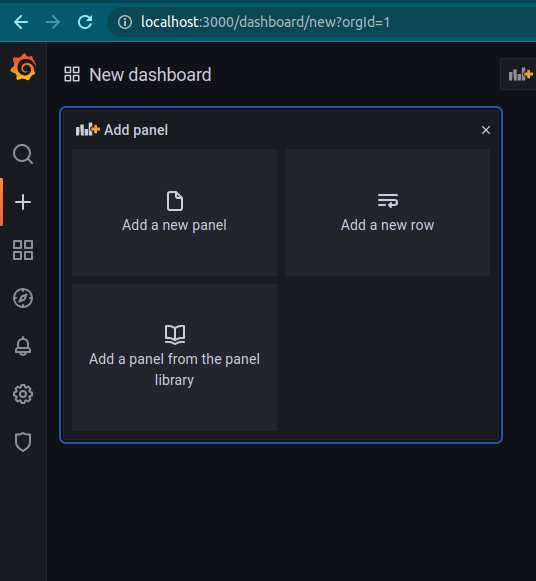 localhost:3000/dashboard/new?orgId=1
New dashboard
Add panel
Add a new panel
Add a new row
Add a panel from the panel
library